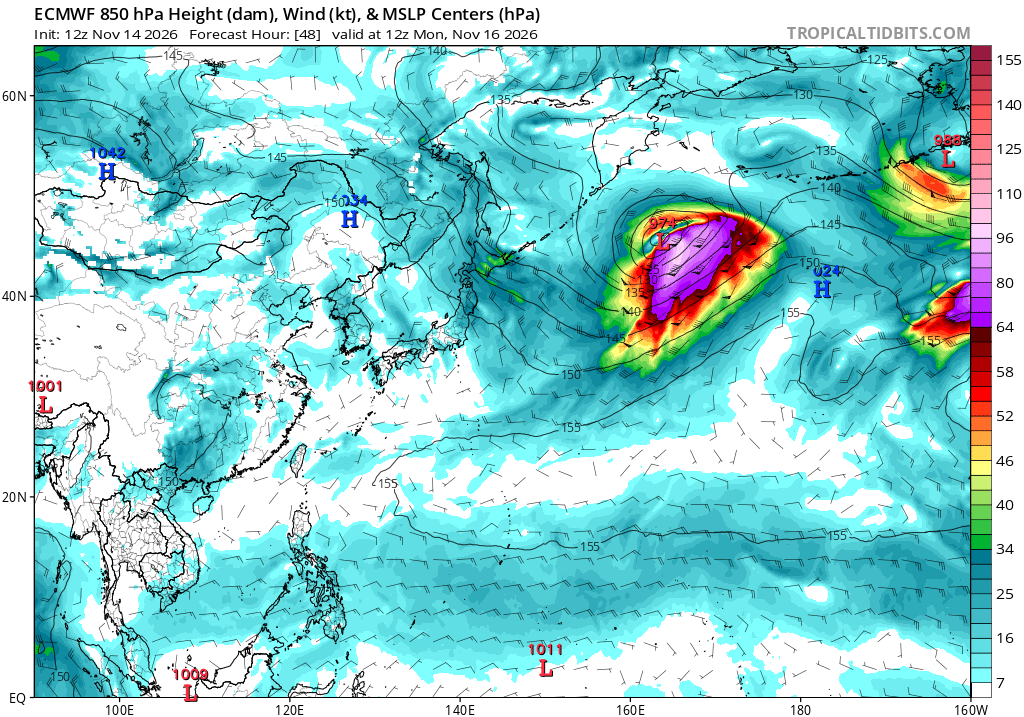 ECMWF 850 hPa Height (dam), Wind (kt), & MSLP Centers (hPa)
Init: 12z Nov 14 2026 Forecast Hour: [48] valid at 12z Mon, Nov 16 2026
TROPICALTIDBITS.COM
145
140
125
155
60N
135
130
140
988
L
1042
H
145
135
125
150
H
140
110
145
L
96
150
024
H
80
40N
135
140
155
64
145
155
58
150
1001
L
52
155
46
150
155
20N
40
155
155
34
25
16
1011
L
150
1009
L
7
EQ
100E
120E
140E
160E
180
160W